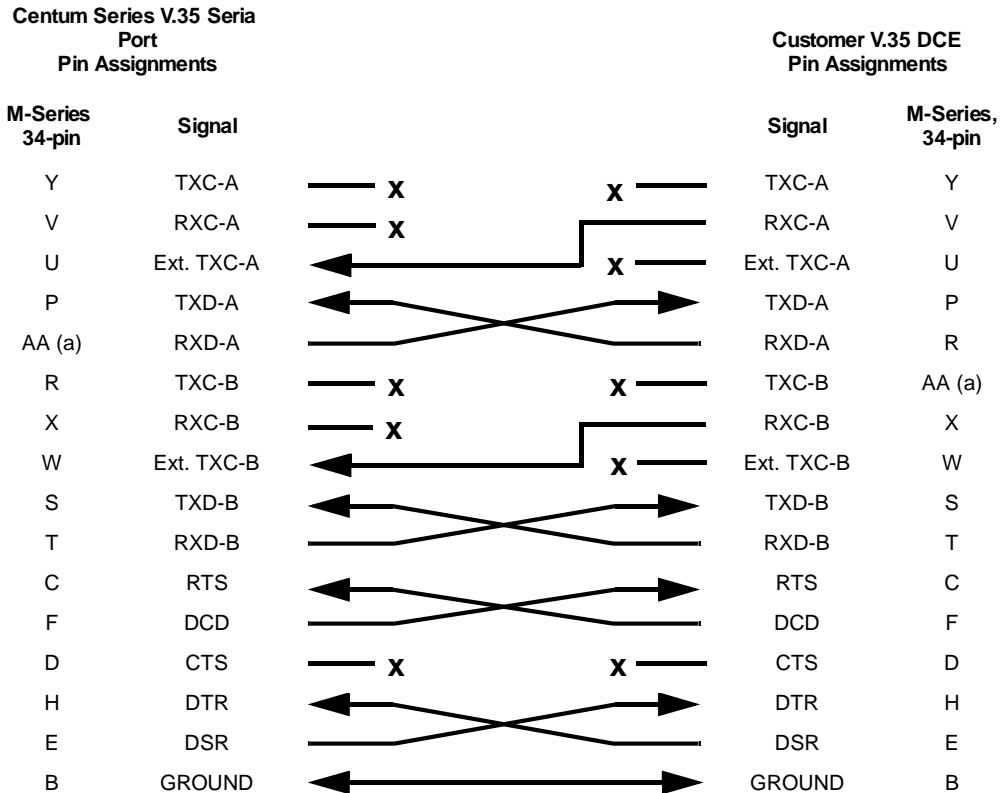 Centum Series V.35 Seria
Port
Pin Assignments
Customer V.35 DCE
Pin Assignments
M-Series
34-pin
Signal
Signal
M-Series,
34-pin
Y TXC-A x x TXC-A Y
V RXC-A x RXC-A V
U Ext. TXC-A x Ext. TXC-A U
P TXD-A TXD-A P
AA (a) RXD-A RXD-A R
R TXC-B x x TXC-B AA (a)
X RXC-B x RXC-B X
W Ext. TXC-B x Ext. TXC-B W
S TXD-B TXD-B S
T RXD-B RXD-B T
C RTS RTS C
F DCD DCD F
D CTS x x CTS D
H DTR DTR H
E DSR DSR E
B GROUND GROUND B